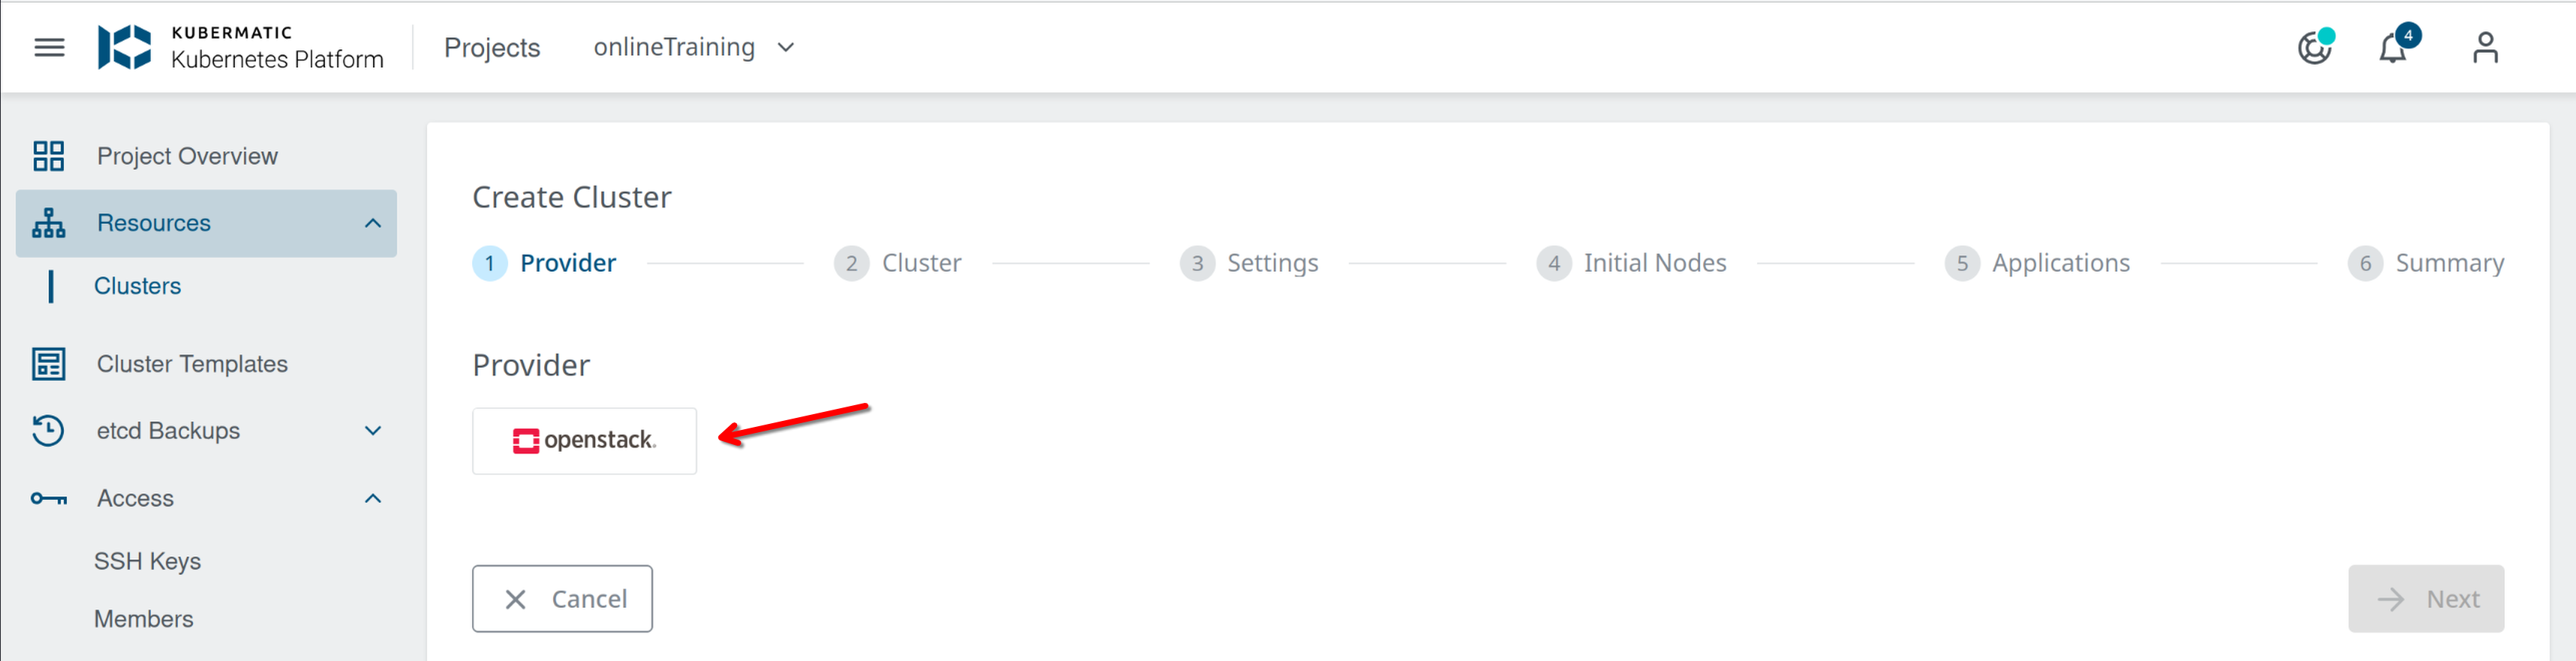 KUBERMATIC
Kubernetes Platform
Projects
onlineTraining
4
Project Overview
Resources
Clusters
Cluster Templates
etcd Backups
Access
SSH Keys
Members
Create Cluster
1 Provider
2 Cluster
3 Settings
4 Initial Nodes
5 Applications
6 Summary
Provider
openstack.
Cancel
Next